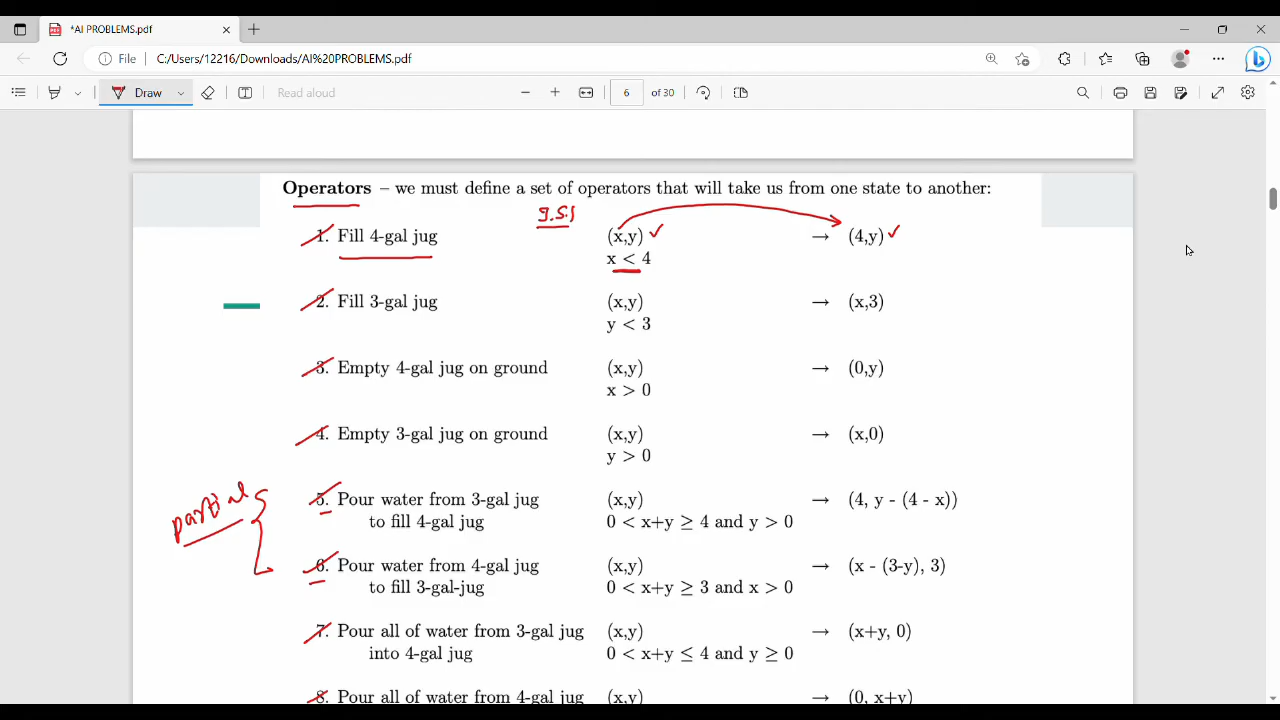 *AI PROBLEMS.pdf
File C:/Users/12216/Downloads/AI%20PROBLEMS.pdf
Draw Read aloud 6 of 30
Operators – we must define a set of operators that will take us from one state to another:
1. Fill 4-gal jug (x,y) → (4,y)
x < 4
2. Fill 3-gal jug (x,y) → (x,3)
y < 3
3. Empty 4-gal jug on ground (x,y) → (0,y)
x > 0
4. Empty 3-gal jug on ground (x,y) → (x,0)
y > 0
partial
5. Pour water from 3-gal jug (x,y) → (4, y - (4 - x))
to fill 4-gal jug 0 < x+y ≥ 4 and y > 0
6. Pour water from 4-gal jug (x,y) → (x - (3-y), 3)
to fill 3-gal-jug 0 < x+y ≥ 3 and x > 0
7. Pour all of water from 3-gal jug (x,y) → (x+y, 0)
into 4-gal jug 0 < x+y ≤ 4 and y ≥ 0
8. Pour all of water from 4-gal jug (x,y) → (0, x+y)